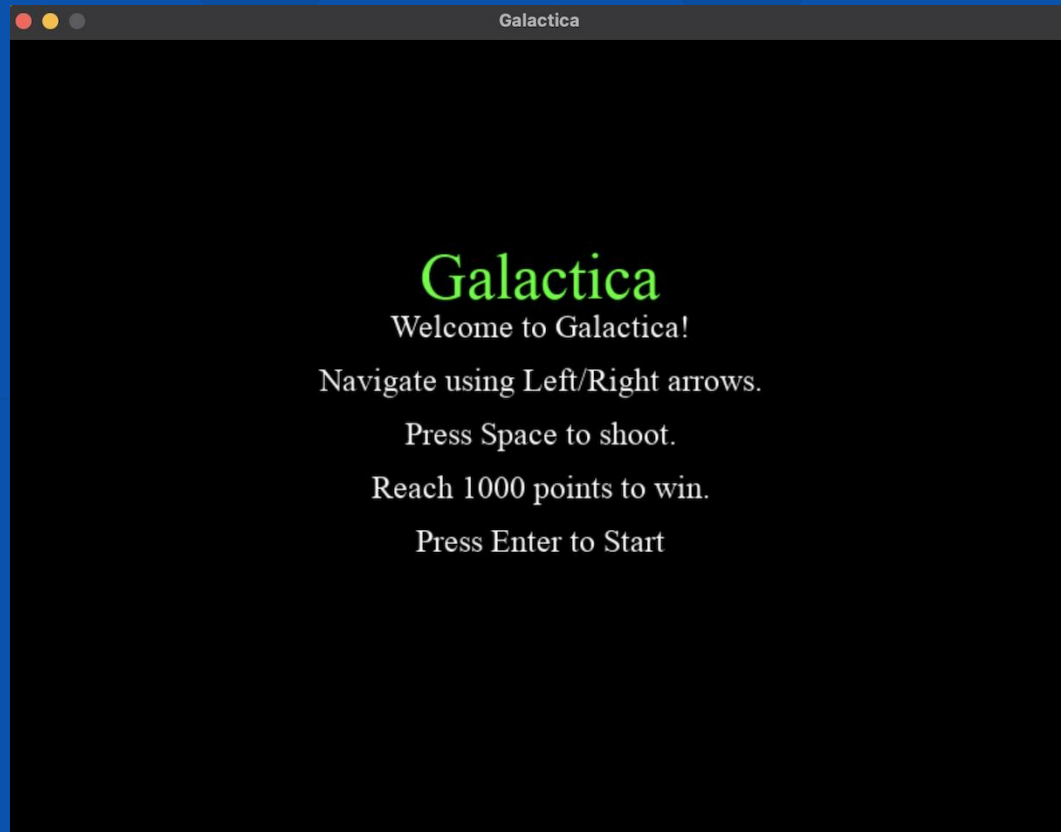 Galactica
Galactica
Welcome to Galactica!
Navigate using Left/Right arrows.
Press Space to shoot.
Reach 1000 points to win.
Press Enter to Start